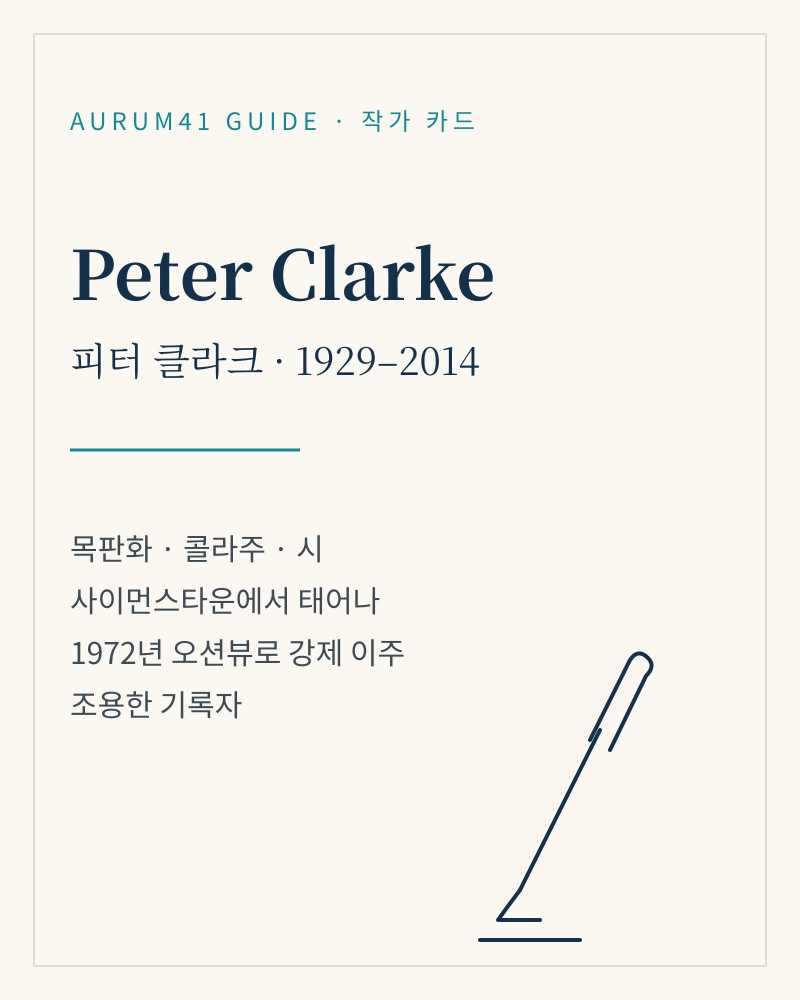 AURUM41 GUIDE · 작가 카드
Peter Clarke
피터 클라크 · 1929–2014
목판화 · 콜라주 · 시
사이먼스타운에서 태어나
1972년 오션뷰로 강제 이주
조용한 기록자